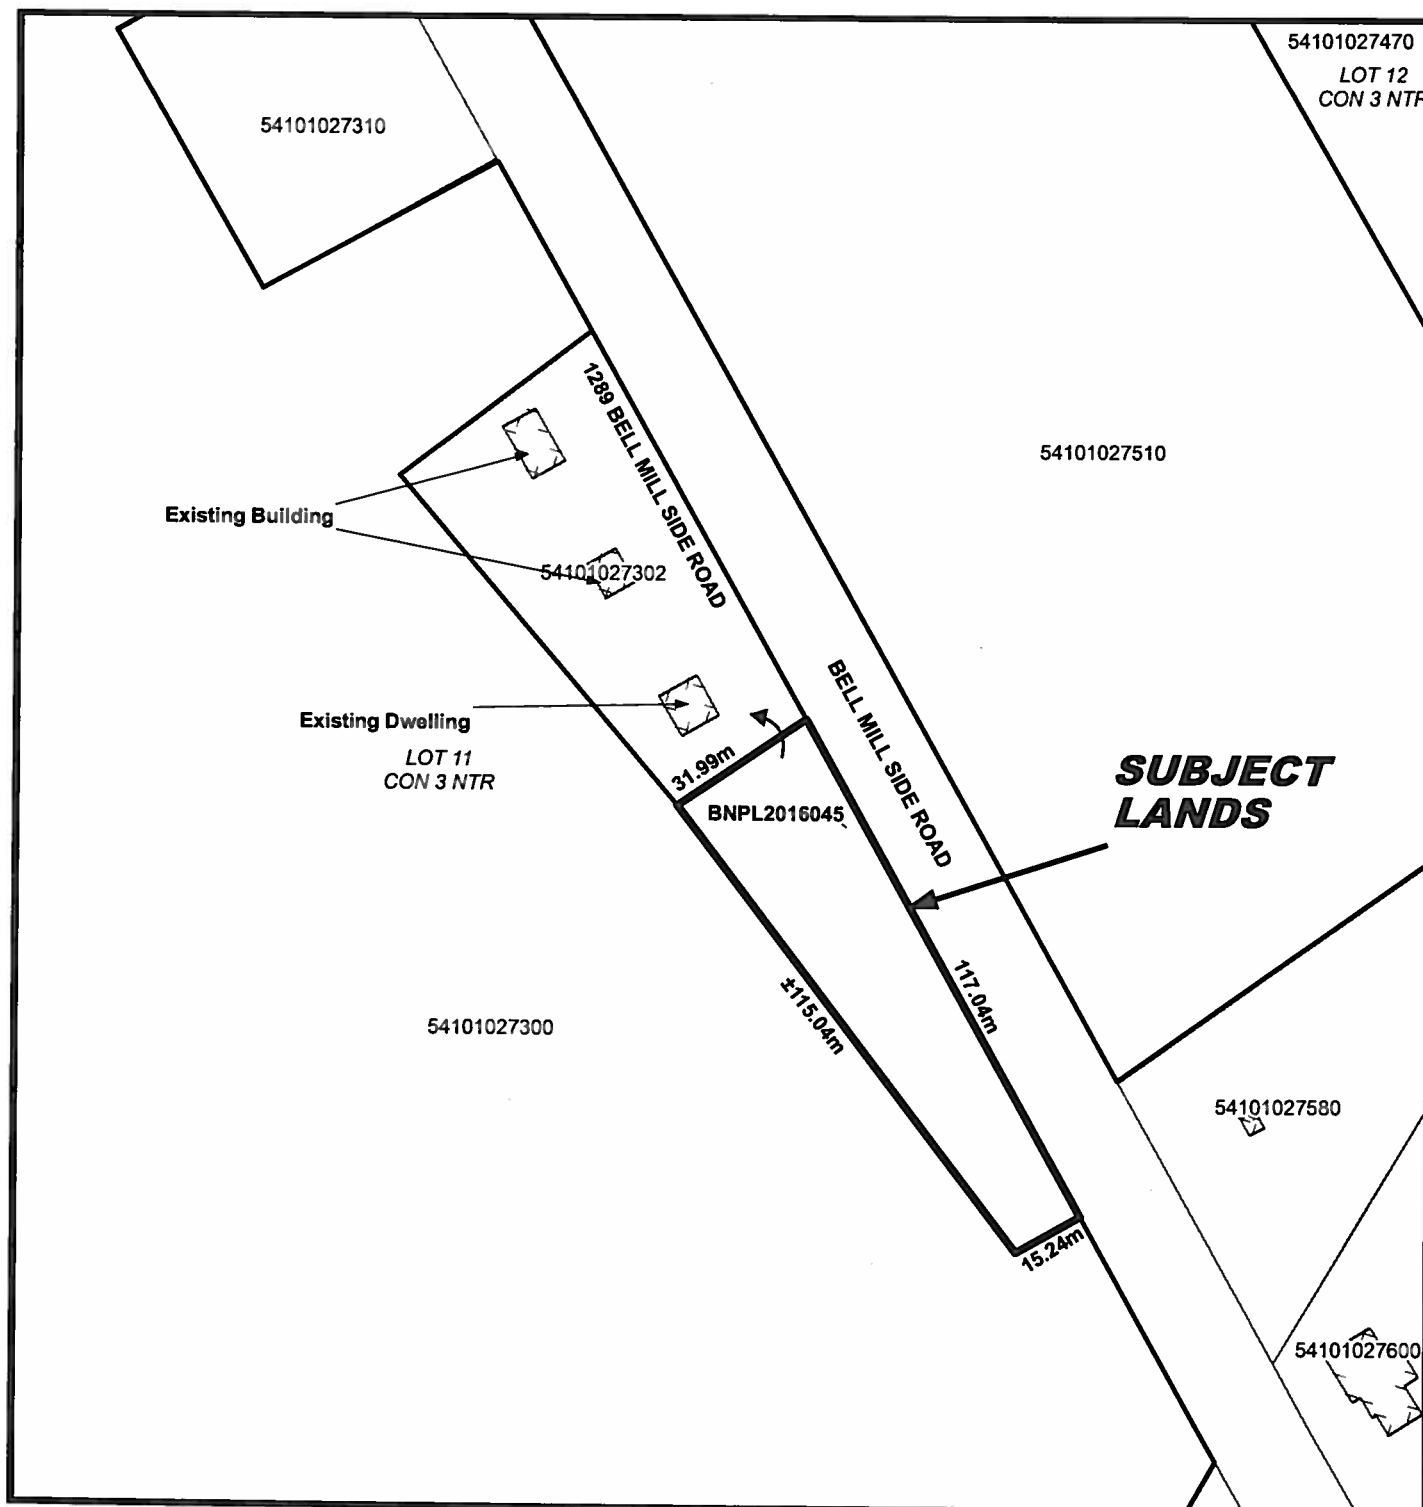 54101027470
LOT 12
CON 3 NTR
54101027310
1289 BELL MILL SIDE ROAD
54101027510
Existing Building
54101027302
BELL MILL SIDE ROAD
Existing Dwelling
LOT 11
CON 3 NTR
31.99m
BNPL2016045
SUBJECT
LANDS
±115.04m
117.04m
54101027300
54101027580
15.24m
54101027600